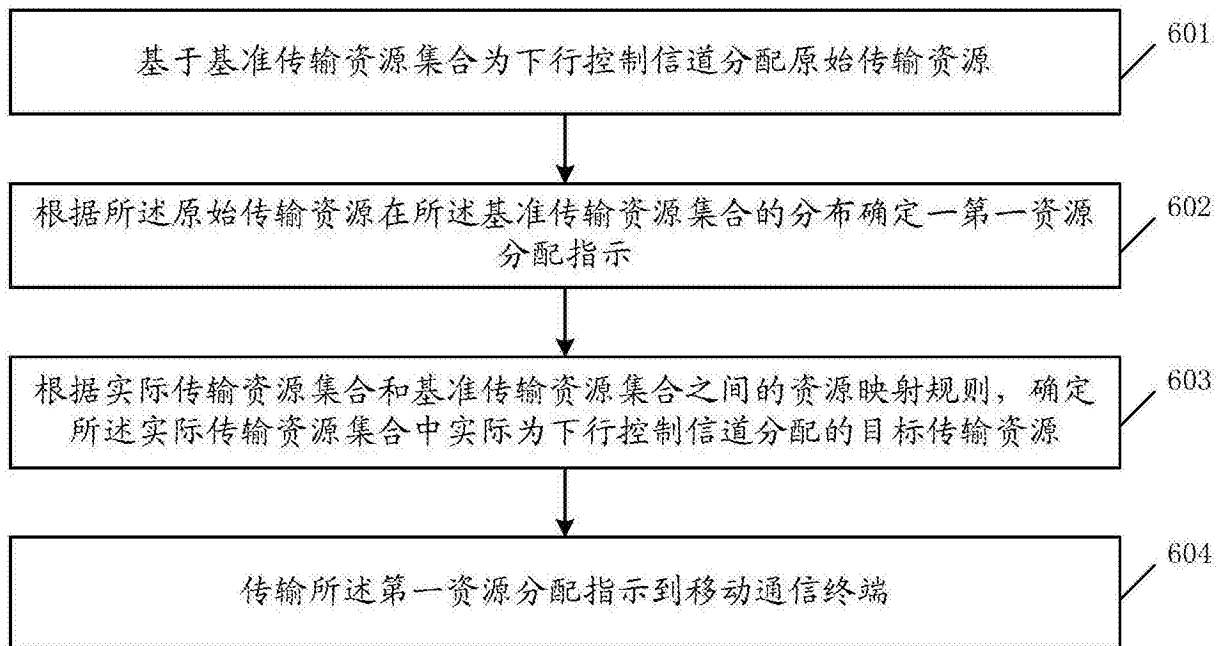 基于基准传输资源集合为下行控制信道分配原始传输资源
601
根据所述原始传输资源在所述基准传输资源集合的分布确定一第一资源
分配指示
602
根据实际传输资源集合和基准传输资源集合之间的资源映射规则，确定
所述实际传输资源集合中实际为下行控制信道分配的目标传输资源
603
传输所述第一资源分配指示到移动通信终端
604